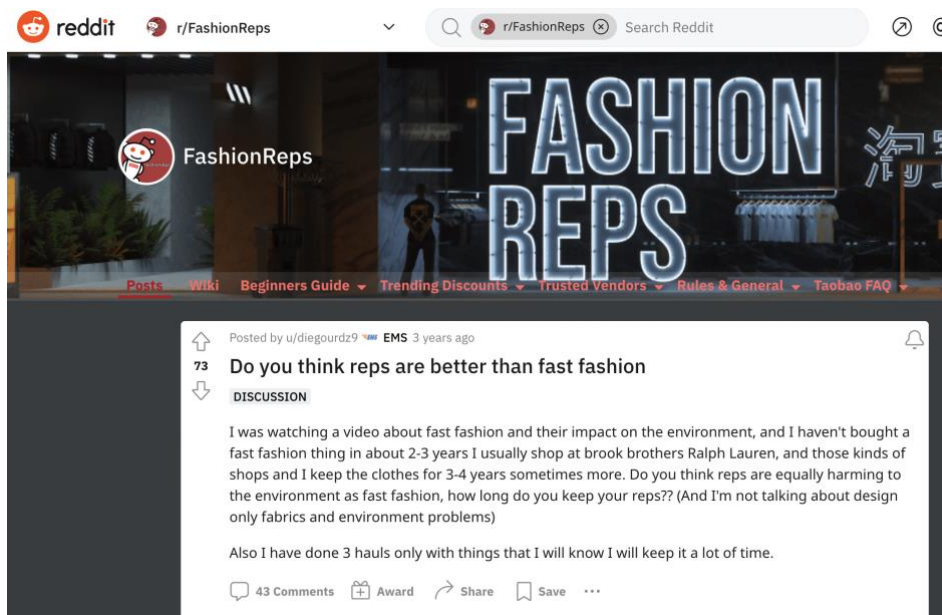 reddit r/FashionReps r/FashionReps Search Reddit
FASHION
FashionReps
淘
REPS
Posts Wiki Beginners Guide Trending Discounts Trusted Vendors Rules & General Taobao FAQ
Posted by u/diegourdz9 EMS EMS 3 years ago
73 Do you think reps are better than fast fashion
DISCUSSION
I was watching a video about fast fashion and their impact on the environment, and I haven't bought a
fast fashion thing in about 2-3 years I usually shop at brook brothers Ralph Lauren, and those kinds of
shops and I keep the clothes for 3-4 years sometimes more. Do you think reps are equally harming to
the environment as fast fashion, how long do you keep your reps?? (And I'm not talking about design
only fabrics and environment problems)
Also I have done 3 hauls only with things that I will know I will keep it a lot of time.
43 Comments Award Share Save